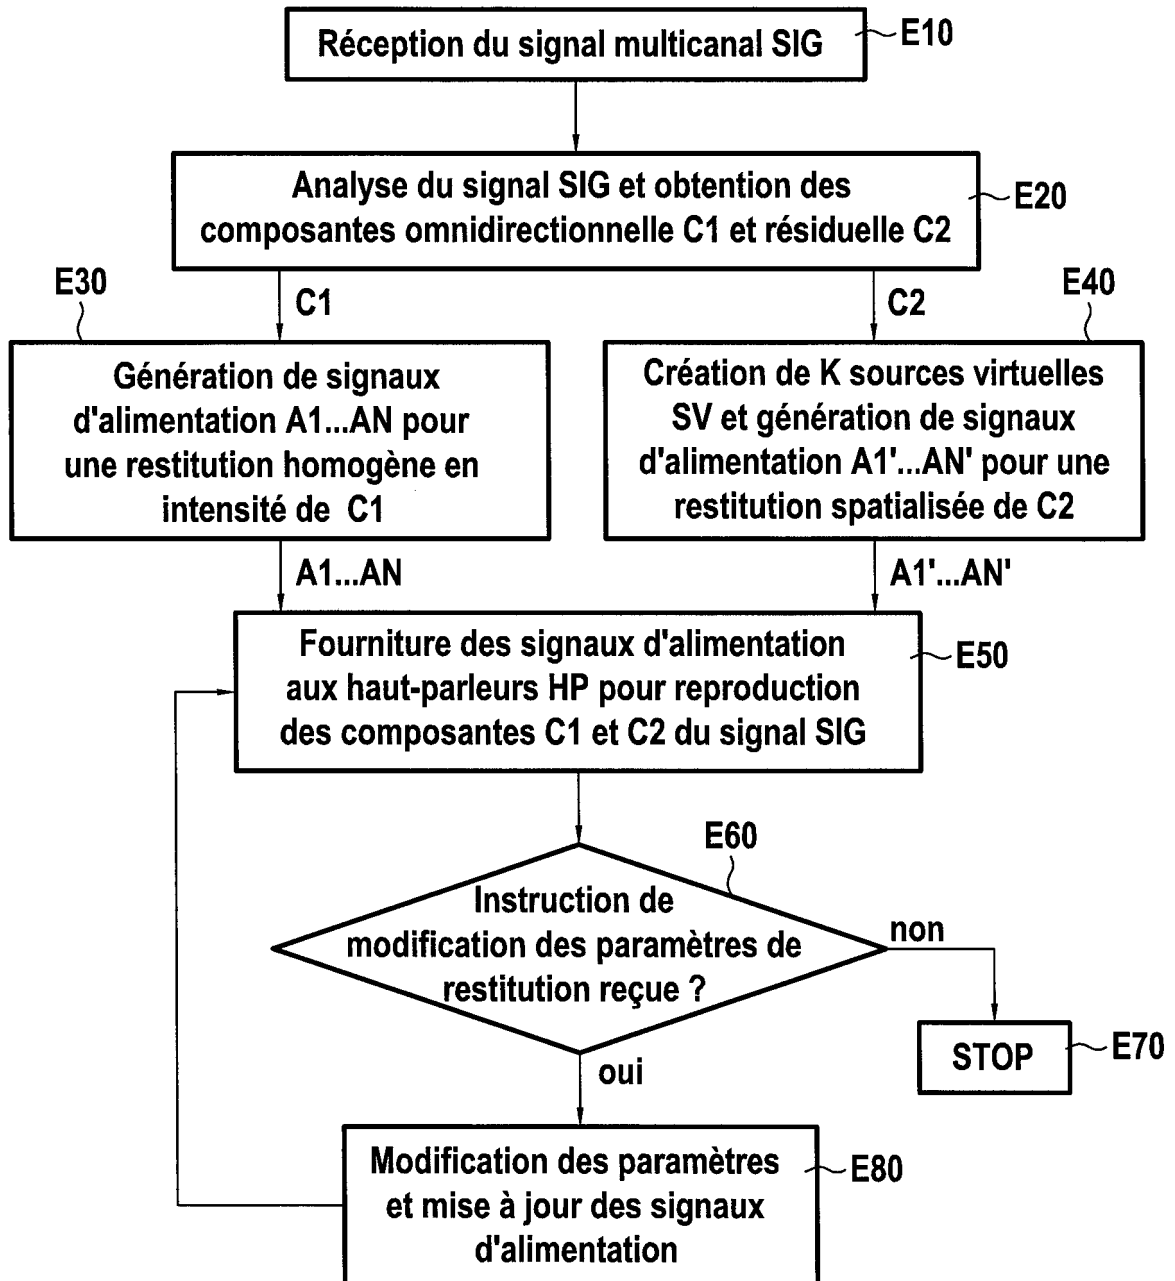 Réception du signal multicanal SIG
E10
Analyse du signal SIG et obtention des
composantes omnidirectionnelle C1 et résiduelle C2
E20
C1
C2
E30
Génération de signaux
d'alimentation A1...AN pour
une restitution homogène en
intensité de C1
E40
Création de K sources virtuelles
SV et génération de signaux
d'alimentation A1'...AN' pour une
restitution spatialisée de C2
A1...AN
A1'...AN'
Fourniture des signaux d'alimentation
aux haut-parleurs HP pour reproduction
des composantes C1 et C2 du signal SIG
E50
E60
Instruction de
modification des paramètres de
restitution reçue ?
non
STOP
E70
oui
Modification des paramètres
et mise à jour des signaux
d'alimentation
E80